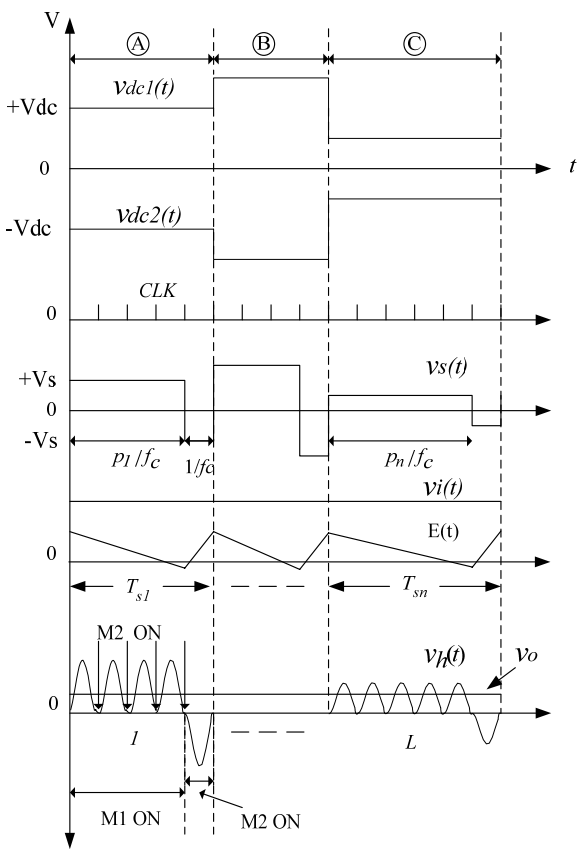 V
A B C
vdc1(t)
+Vdc
0
t
vdc2(t)
-Vdc
CLK
0
+Vs
vs(t)
0
-Vs
p1/fc 1/fc pn/fc
vi(t)
E(t)
0
Ts1 Tsn
M2 ON
vh(t) vo
0
1 L
M1 ON M2 ON